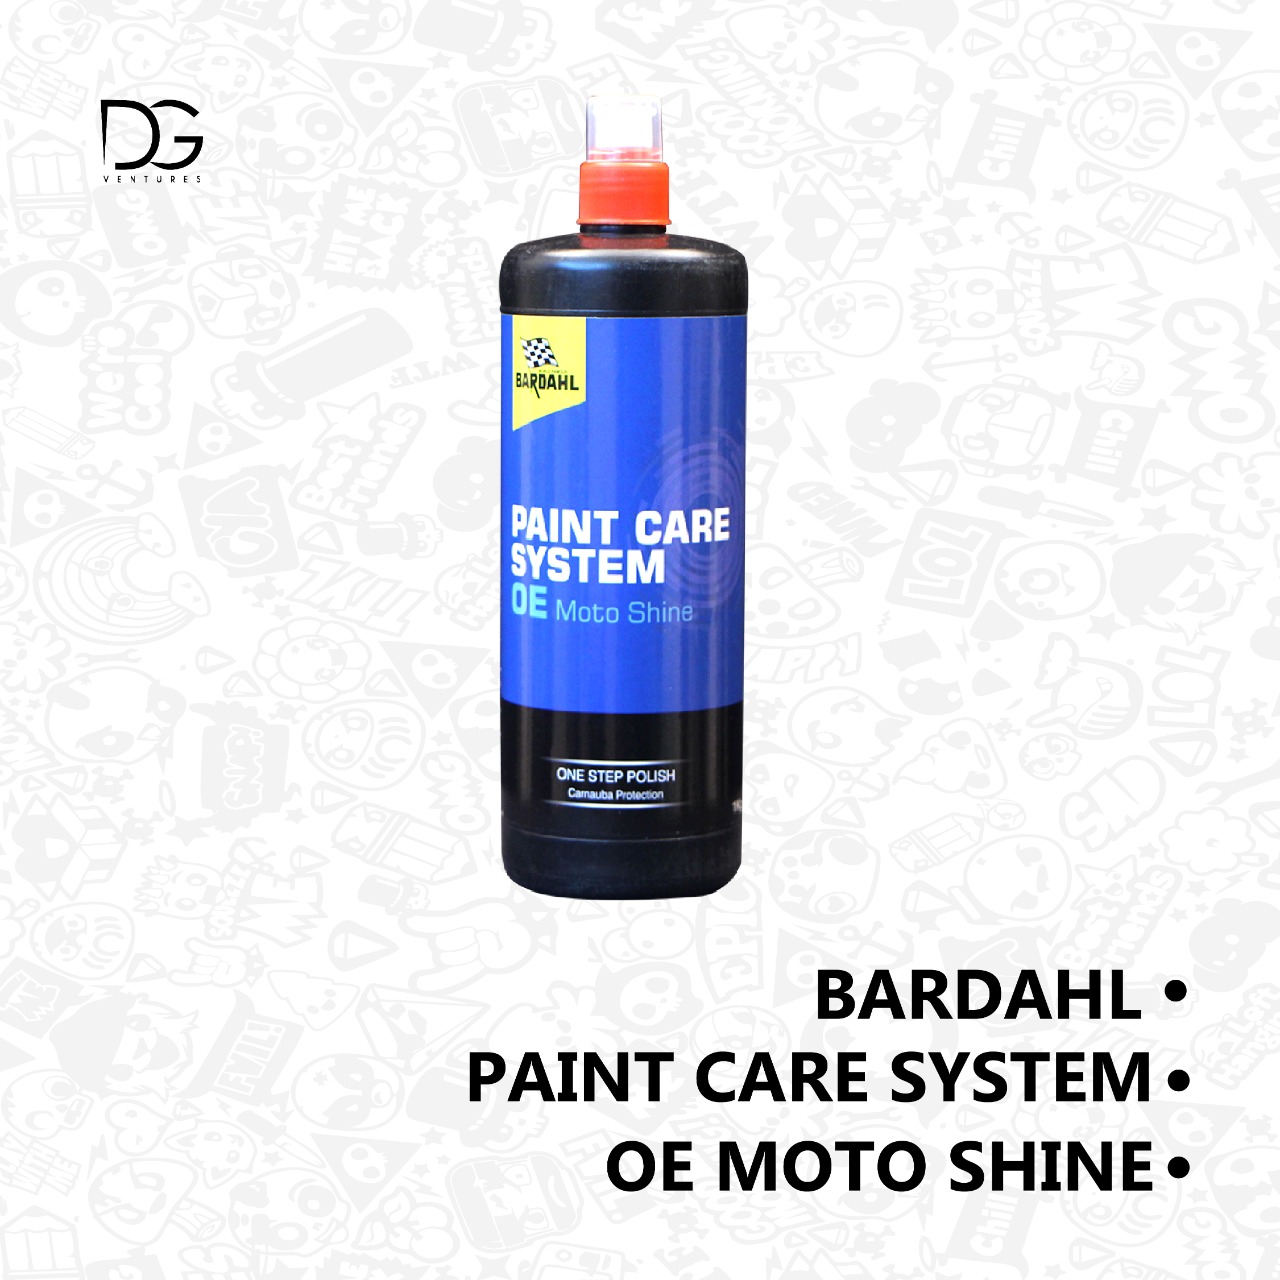 DG
VENTURES
BARDAHL
PAINT CARE
SYSTEM
OE Moto Shine
ONE STEP POLISH
Carnauba Protection
BARDAHL •
PAINT CARE SYSTEM •
OE MOTO SHINE •